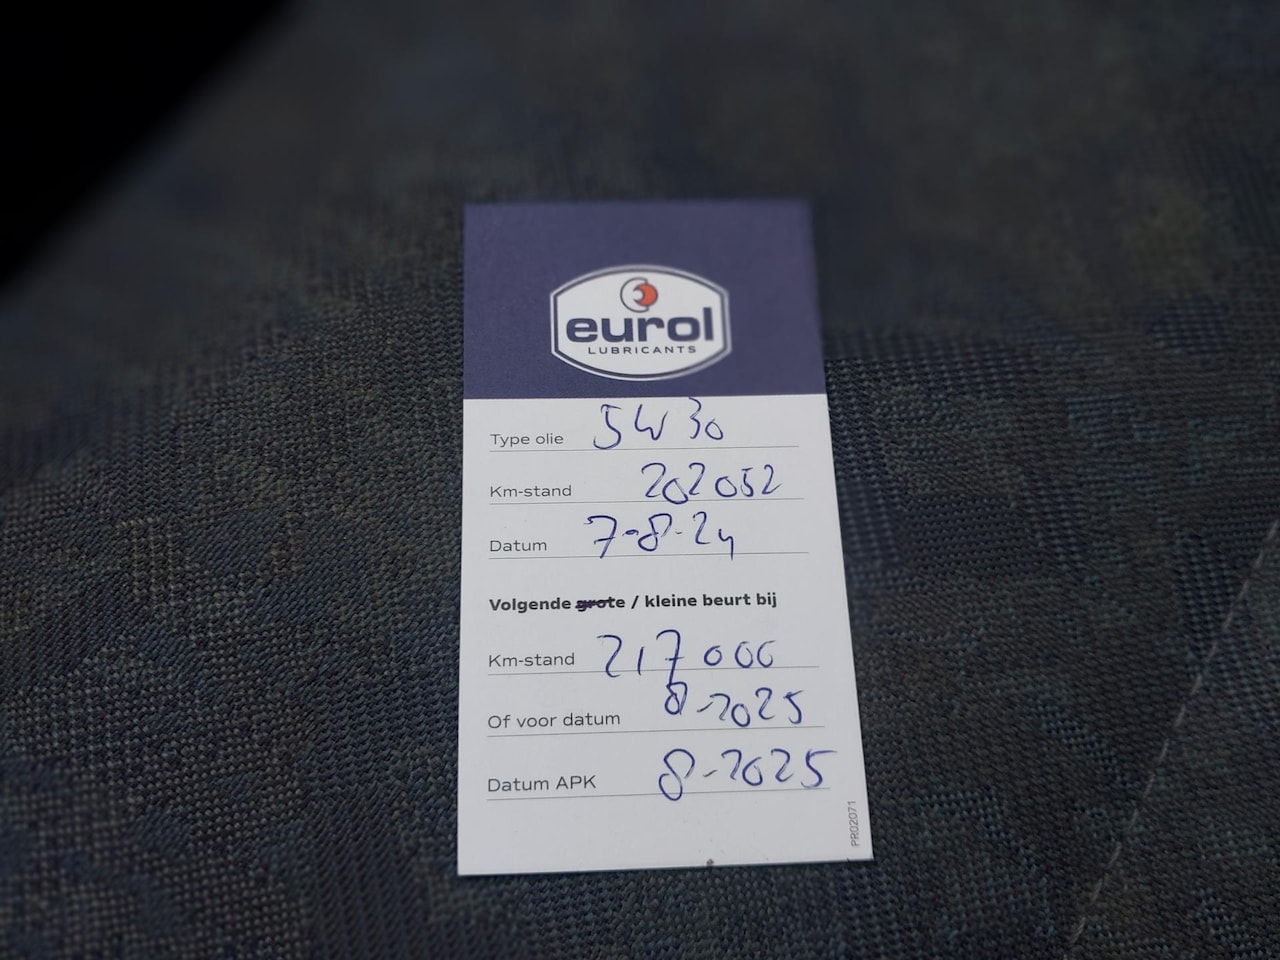 eurol
LUBRICANTS
Type olie 5W30
Km-stand 202052
Datum 7-8-24
Volgende grote / kleine beurt bij
Km-stand 217000
Of voor datum 8-2025
Datum APK 8-2025
PR02071